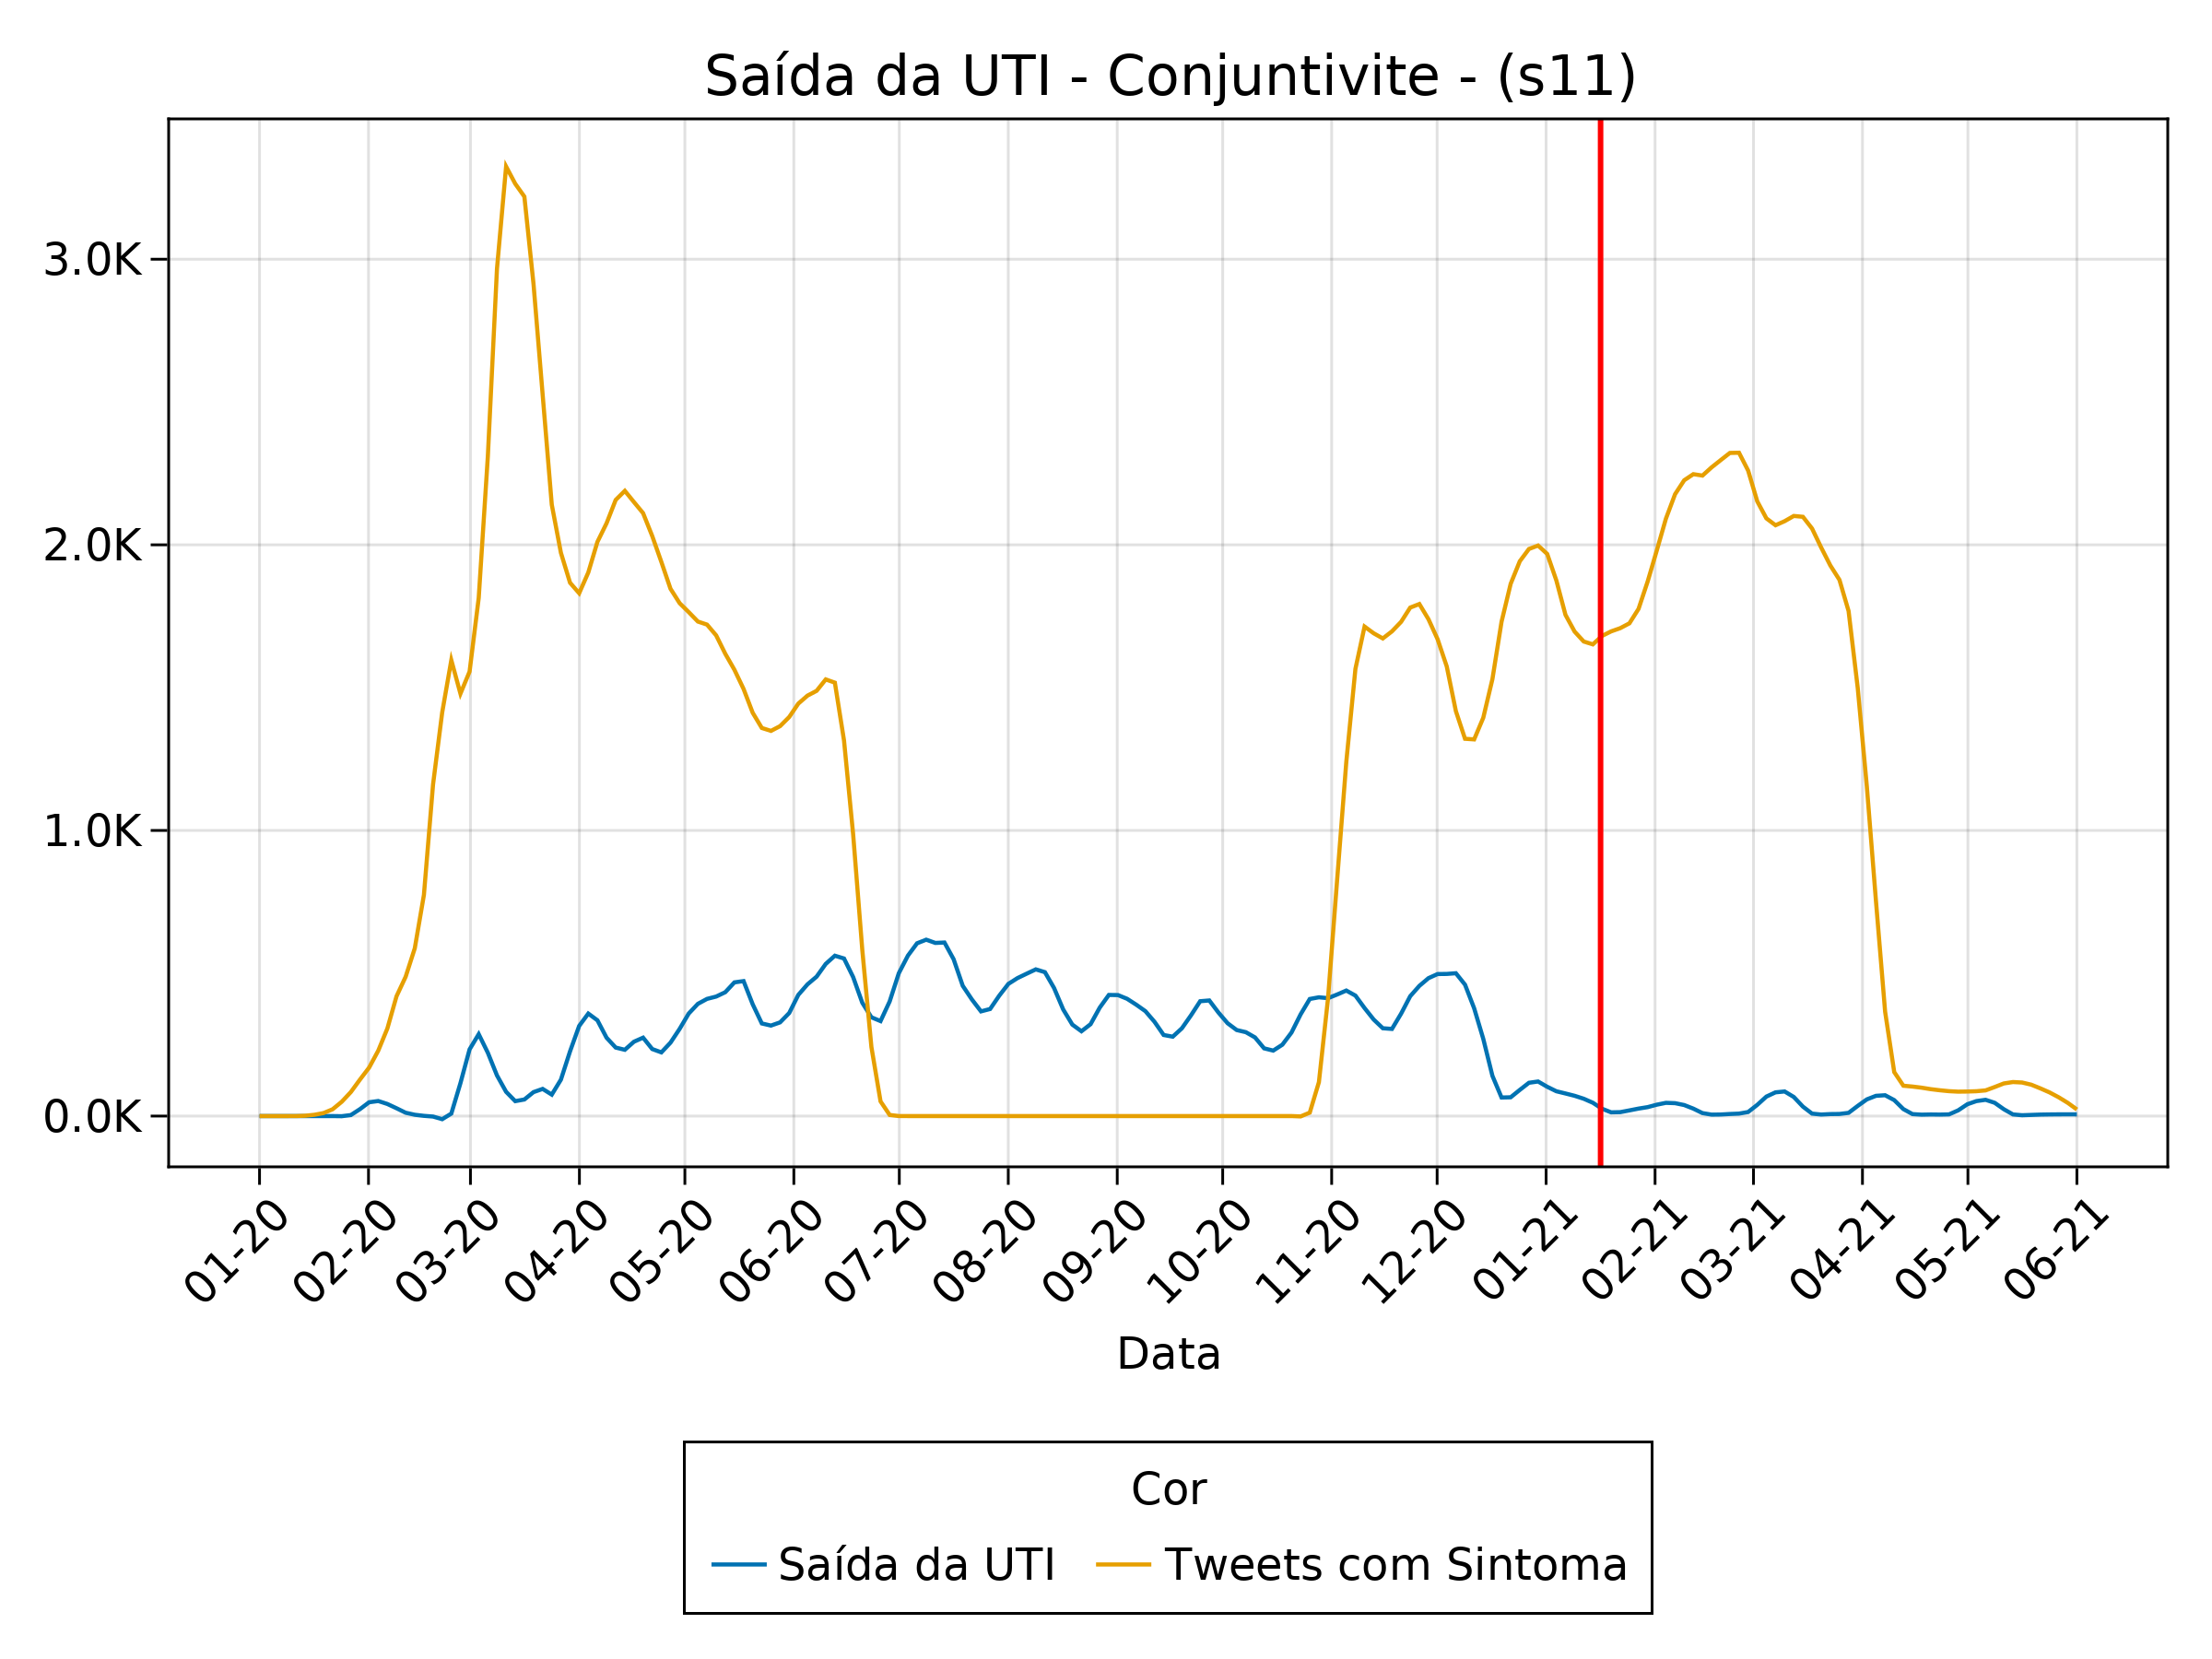 Saída da UTI - Conjuntivite - (s11)
3.0K
2.0K
1.0K
0.0K
01-20 02-20 03-20 04-20 05-20 06-20 07-20 08-20 09-20 10-20 11-20 12-20 01-21 02-21 03-21 04-21 05-21 06-21
Data
Cor
Saída da UTI Tweets com Sintoma